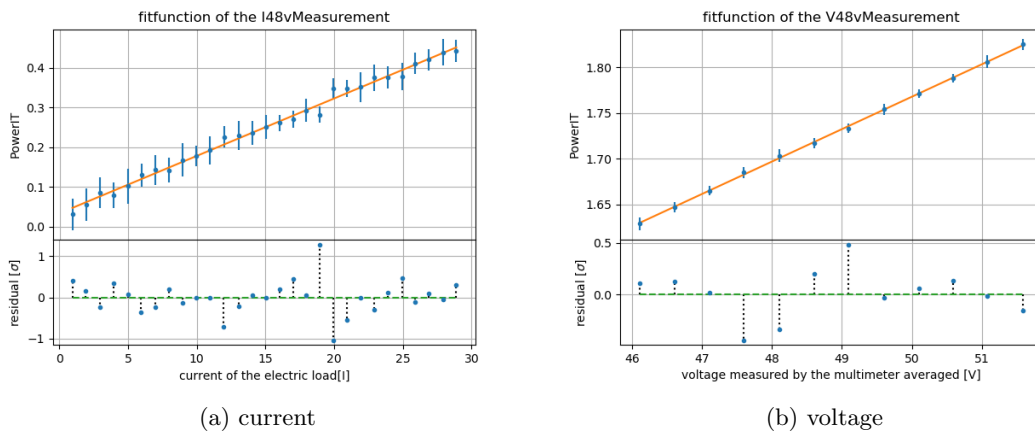 fitfunction of the I48vMeasurement
PowerIT
0.4
0.3
0.2
0.1
0.0
residual [σ]
1
0
−1
0 5 10 15 20 25 30
current of the electric load[I]
(a) current
fitfunction of the V48vMeasurement
PowerIT
1.80
1.75
1.70
1.65
residual [σ]
0.5
0.0
46 47 48 49 50 51
voltage measured by the multimeter averaged [V]
(b) voltage